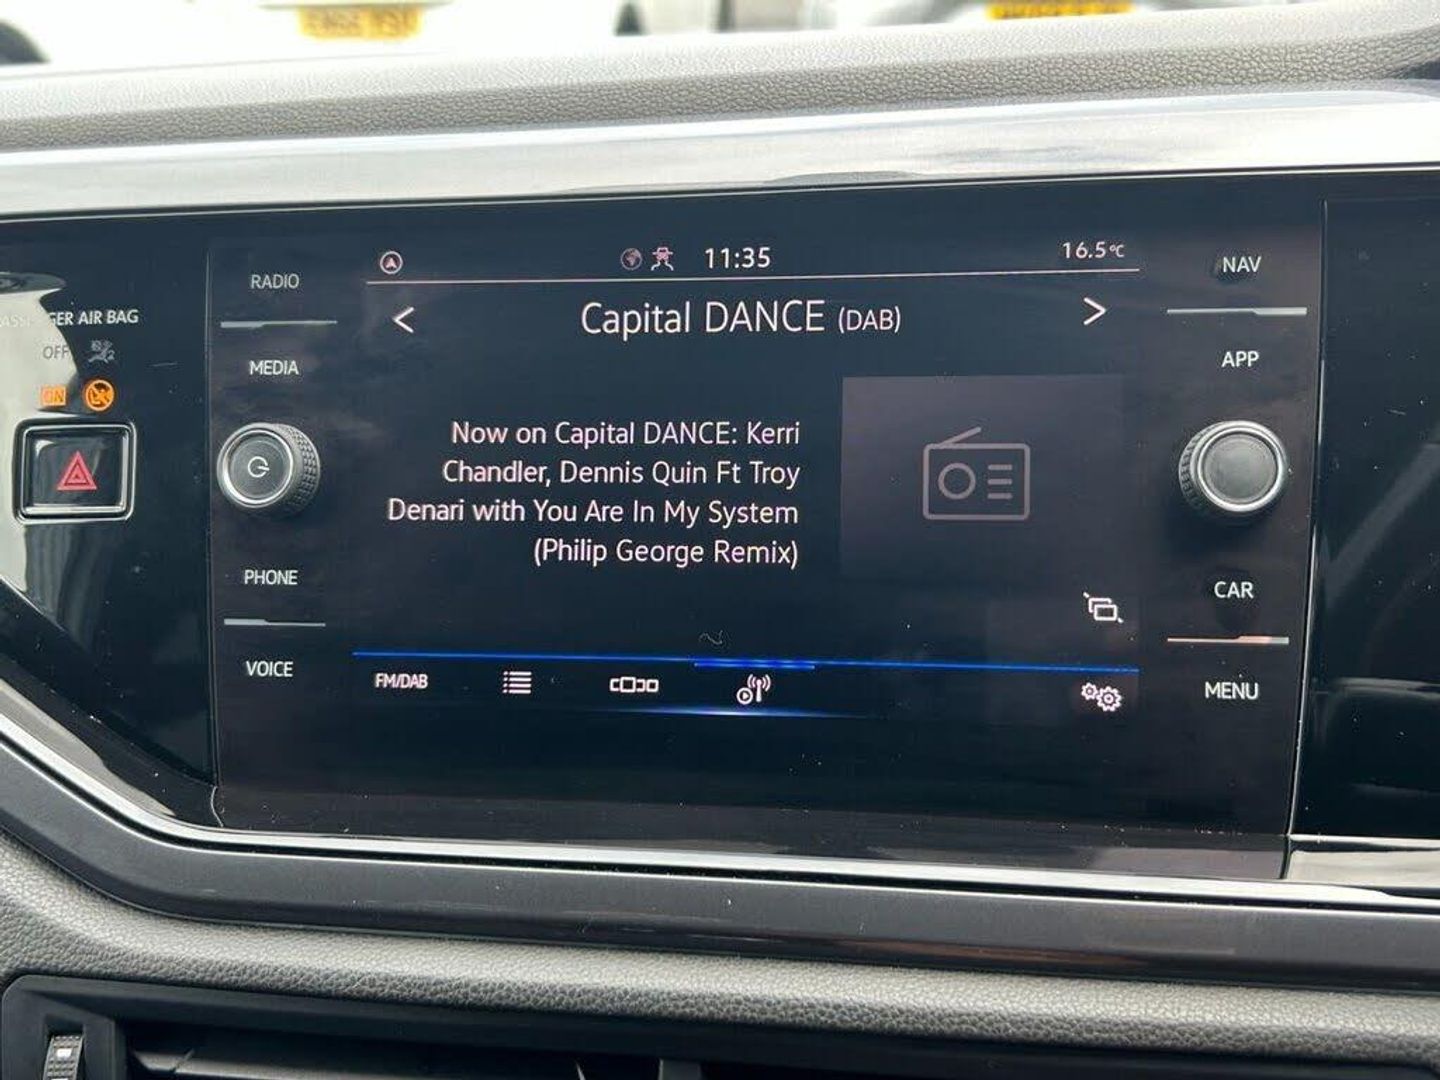 RADIO
11:35
16.5°C
NAV
Capital DANCE (DAB)
GER AIR BAG
OFF
ON
MEDIA
APP
Now on Capital DANCE: Kerri
Chandler, Dennis Quin Ft Troy
Denari with You Are In My System
(Philip George Remix)
PHONE
CAR
VOICE
FM/DAB
MENU